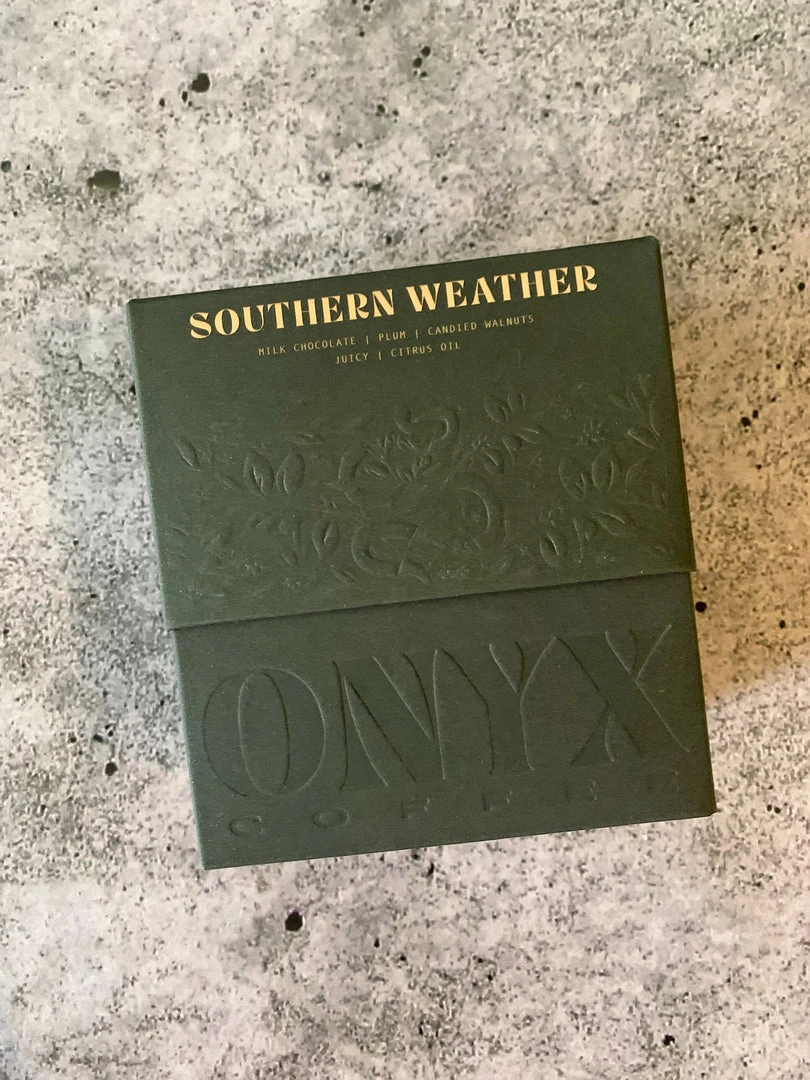 SOUTHERN WEATHER
MILK CHOCOLATE | PLUM | CANDIED WALNUTS
JUICY | CITRUS OIL
ONYX
COFFEE